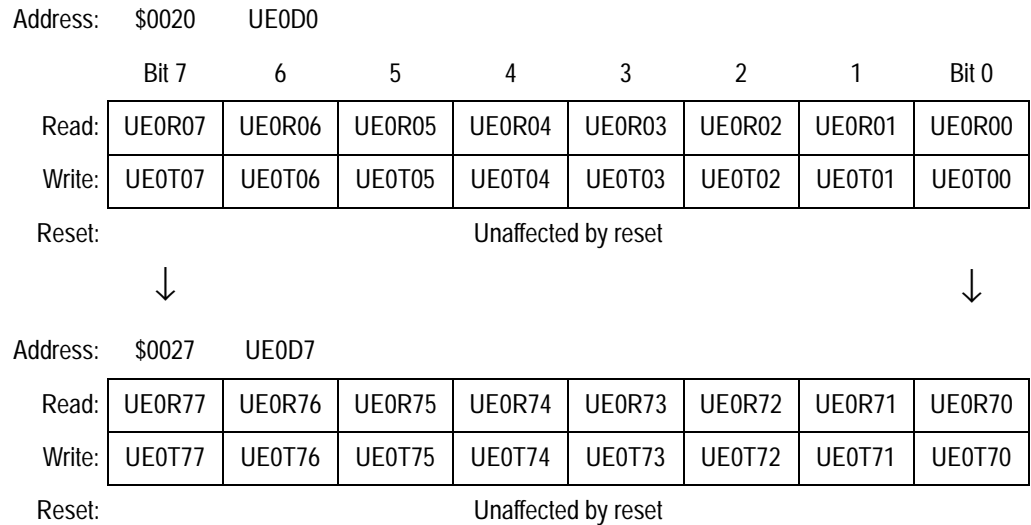 Address: $0020 UE0D0
Bit 7 6 5 4 3 2 1 Bit 0
Read: UE0R07 UE0R06 UE0R05 UE0R04 UE0R03 UE0R02 UE0R01 UE0R00
Write: UE0T07 UE0T06 UE0T05 UE0T04 UE0T03 UE0T02 UE0T01 UE0T00
Reset: Unaffected by reset
↓ ↓
Address: $0027 UE0D7
Read: UE0R77 UE0R76 UE0R75 UE0R74 UE0R73 UE0R72 UE0R71 UE0R70
Write: UE0T77 UE0T76 UE0T75 UE0T74 UE0T73 UE0T72 UE0T71 UE0T70
Reset: Unaffected by reset